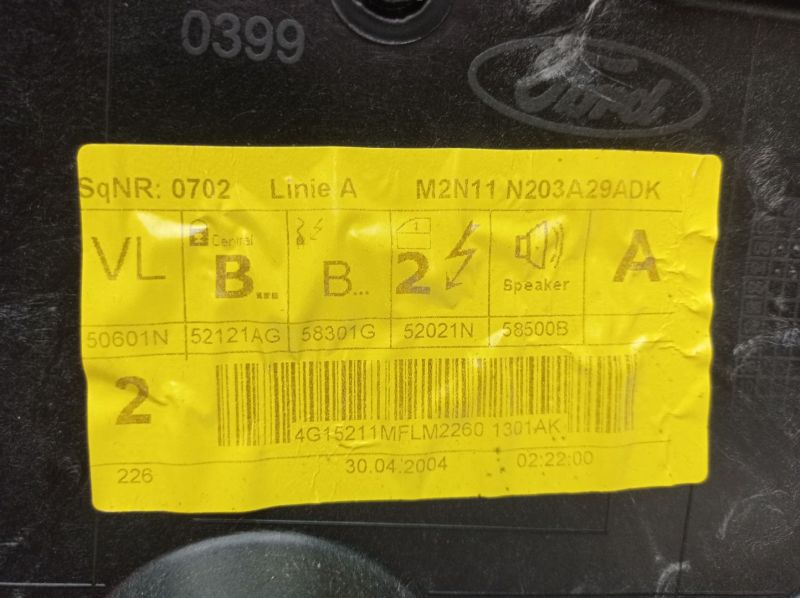 0399
Ford
SqNR: 0702 Linie A M2N11 N203A29ADK
VL Central B... B... 1 2 Speaker A
50601N 52121AG 58301G 52021N 58500B
2
4G15211MFLM2260 1301AK
226 30.04.2004 02:22:00